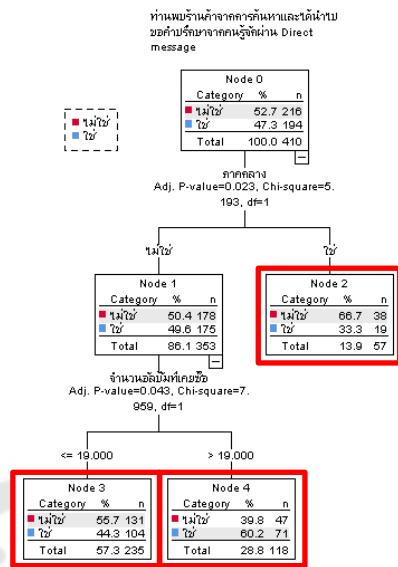 ท่านพบร้านค้าจากการค้นหาและได้นำไป
ขอคำปรึกษาจากคนรู้จักผ่าน Direct
message
ไม่ใช่
ใช่
Node 0
Category % n
ไม่ใช่ 52.7 216
ใช่ 47.3 194
Total 100.0 410
ภาคกลาง
Adj. P-value=0.023, Chi-square=5.
193, df=1
ไม่ใช่
ใช่
Node 1
Category % n
ไม่ใช่ 50.4 178
ใช่ 49.6 175
Total 86.1 353
Node 2
Category % n
ไม่ใช่ 66.7 38
ใช่ 33.3 19
Total 13.9 57
จำนวนอัลบั้มที่เคยซื้อ
Adj. P-value=0.043, Chi-square=7.
959, df=1
<= 19.000
> 19.000
Node 3
Category % n
ไม่ใช่ 55.7 131
ใช่ 44.3 104
Total 57.3 235
Node 4
Category % n
ไม่ใช่ 39.8 47
ใช่ 60.2 71
Total 28.8 118